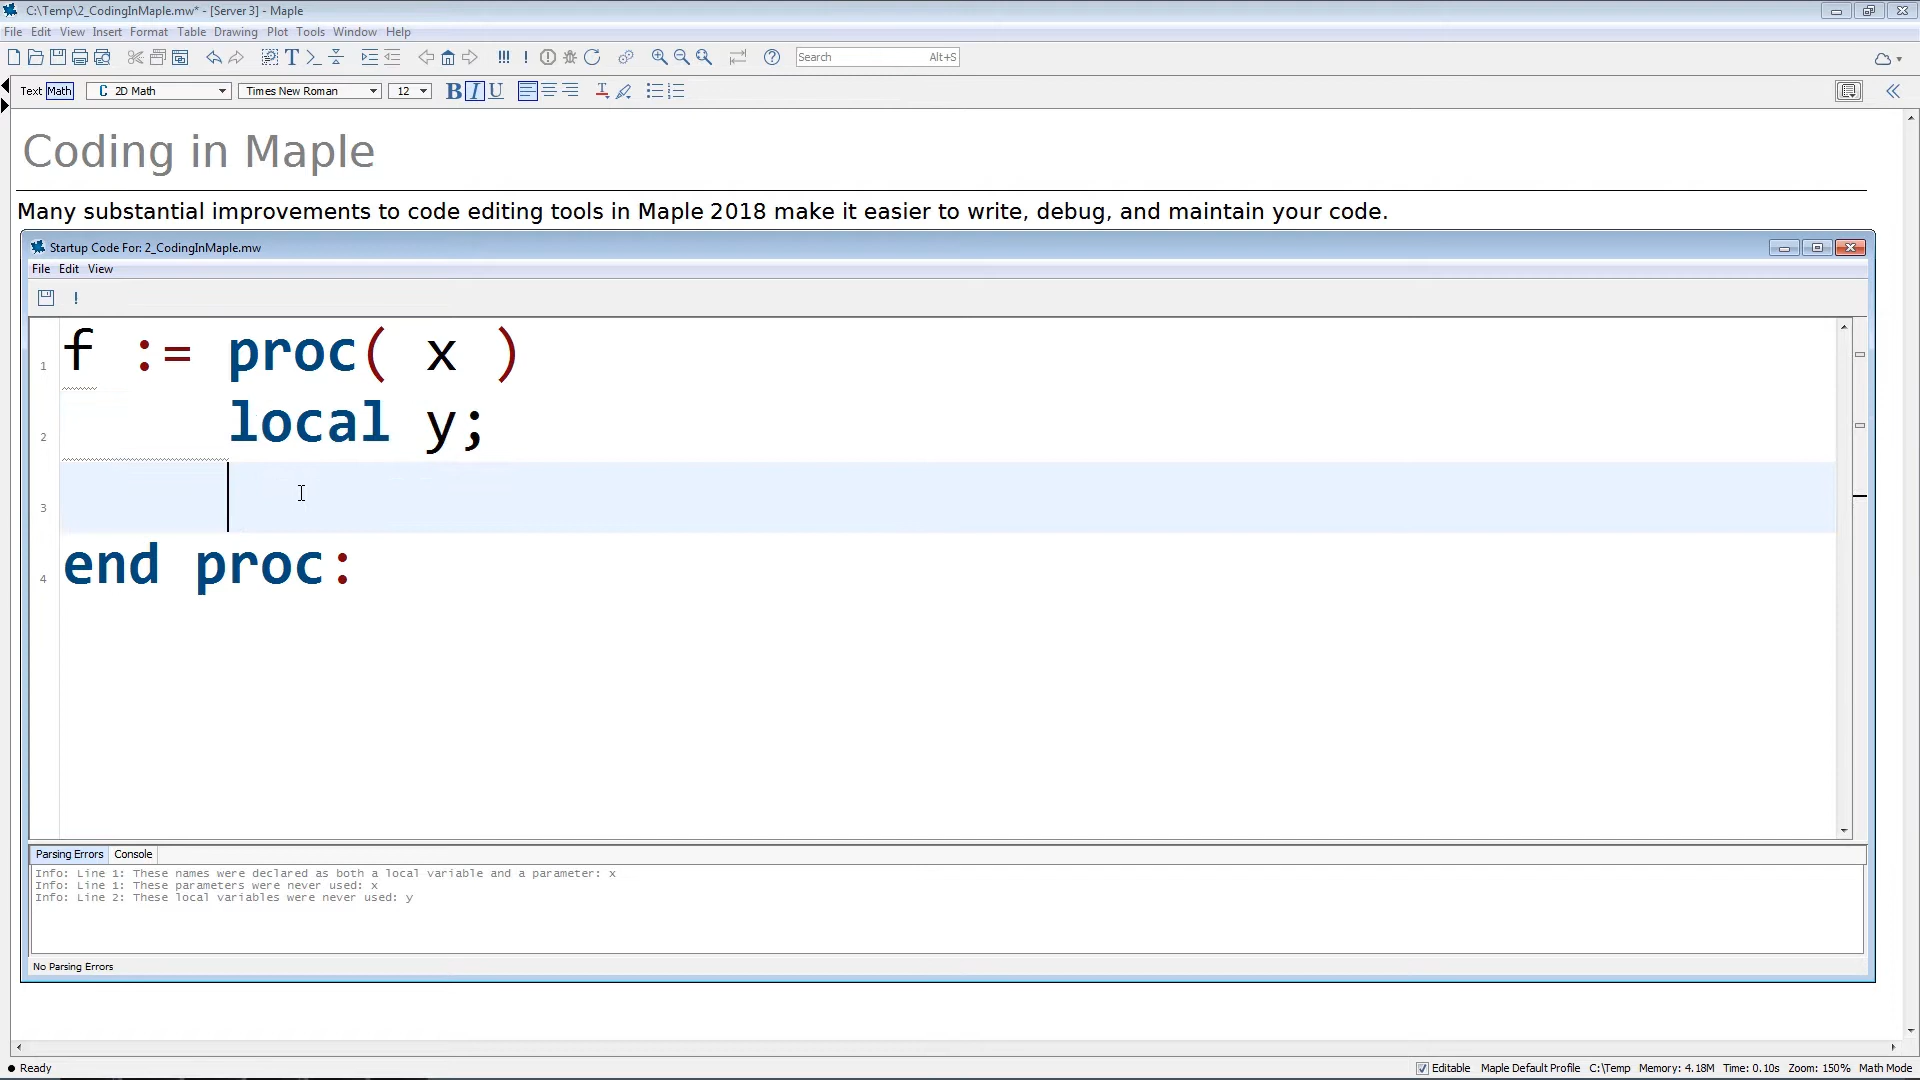 C:\Temp\2_CodingInMaple.mw* - [Server 3] - Maple
File Edit View Insert Format Table Drawing Plot Tools Window Help
Search Alt+S
Text Math C 2D Math Times New Roman 12 B I U
Coding in Maple
Many substantial improvements to code editing tools in Maple 2018 make it easier to write, debug, and maintain your code.
Startup Code For: 2_CodingInMaple.mw
File Edit View
!
1 f := proc( x )
2 local y;
3
4 end proc:
Parsing Errors Console
Info: Line 1: These names were declared as both a local variable and a parameter: x
Info: Line 1: These parameters were never used: x
Info: Line 2: These local variables were never used: y
No Parsing Errors
Ready Editable Maple Default Profile C:\Temp Memory: 4.18M Time: 0.10s Zoom: 150% Math Mode